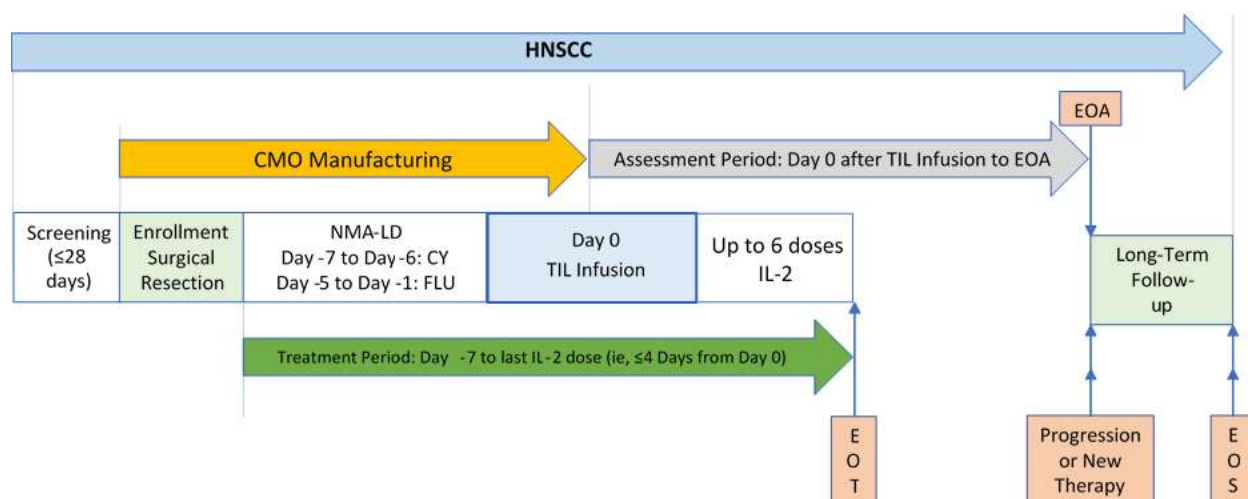 HNSCC
EOA
CMO Manufacturing
Assessment Period: Day 0 after TIL Infusion to EOA
Screening
(≤28
days)
Enrollment
Surgical
Resection
NMA-LD
Day -7 to Day -6: CY
Day -5 to Day -1: FLU
Day 0
TIL Infusion
Up to 6 doses
IL-2
Long-Term
Follow-
up
Treatment Period: Day -7 to last IL-2 dose (ie, ≤4 Days from Day 0)
E
O
T
Progression
or New
Therapy
E
O
S